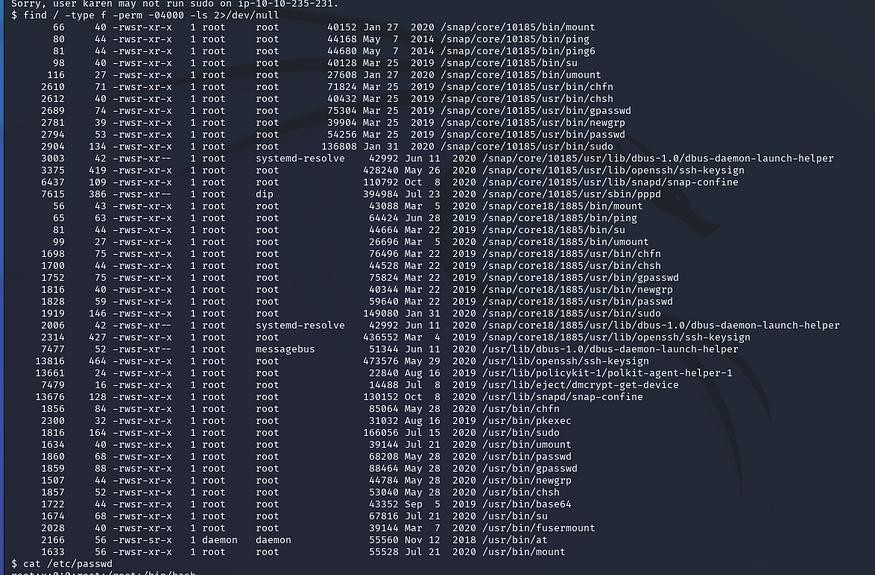 Sorry, user karen may not run sudo on ip-10-10-235-231.
$ find / -type f -perm -04000 -ls 2>/dev/null
66 40 -rwsr-xr-x 1 root root 40152 Jan 27 2020 /snap/core/10185/bin/mount
80 44 -rwsr-xr-x 1 root root 44168 May 7 2014 /snap/core/10185/bin/ping
81 44 -rwsr-xr-x 1 root root 44680 May 7 2014 /snap/core/10185/bin/ping6
98 40 -rwsr-xr-x 1 root root 40128 Mar 25 2019 /snap/core/10185/bin/su
116 27 -rwsr-xr-x 1 root root 27608 Jan 27 2020 /snap/core/10185/bin/umount
2610 71 -rwsr-xr-x 1 root root 71824 Mar 25 2019 /snap/core/10185/usr/bin/chfn
2612 40 -rwsr-xr-x 1 root root 40432 Mar 25 2019 /snap/core/10185/usr/bin/chsh
2689 74 -rwsr-xr-x 1 root root 75304 Mar 25 2019 /snap/core/10185/usr/bin/gpasswd
2781 39 -rwsr-xr-x 1 root root 39904 Mar 25 2019 /snap/core/10185/usr/bin/newgrp
2794 53 -rwsr-xr-x 1 root root 54256 Mar 25 2019 /snap/core/10185/usr/bin/passwd
2904 134 -rwsr-xr-x 1 root root 136808 Jan 31 2020 /snap/core/10185/usr/bin/sudo
3003 42 -rwsr-xr-- 1 root systemd-resolve 42992 Jun 11 2020 /snap/core/10185/usr/lib/dbus-1.0/dbus-daemon-launch-helper
3375 419 -rwsr-xr-x 1 root root 428240 May 26 2020 /snap/core/10185/usr/lib/openssh/ssh-keysign
6437 109 -rwsr-xr-x 1 root root 110792 Oct 8 2020 /snap/core/10185/usr/lib/snapd/snap-confine
7615 386 -rwsr-xr-- 1 root dip 394984 Jul 23 2020 /snap/core/10185/usr/sbin/pppd
56 43 -rwsr-xr-x 1 root root 43088 Mar 5 2020 /snap/core18/1885/bin/mount
65 63 -rwsr-xr-x 1 root root 64424 Jun 28 2019 /snap/core18/1885/bin/ping
81 44 -rwsr-xr-x 1 root root 44664 Mar 22 2019 /snap/core18/1885/bin/su
99 27 -rwsr-xr-x 1 root root 26696 Mar 5 2020 /snap/core18/1885/bin/umount
1698 75 -rwsr-xr-x 1 root root 76496 Mar 22 2019 /snap/core18/1885/usr/bin/chfn
1700 44 -rwsr-xr-x 1 root root 44528 Mar 22 2019 /snap/core18/1885/usr/bin/chsh
1752 75 -rwsr-xr-x 1 root root 75824 Mar 22 2019 /snap/core18/1885/usr/bin/gpasswd
1816 40 -rwsr-xr-x 1 root root 40344 Mar 22 2019 /snap/core18/1885/usr/bin/newgrp
1828 59 -rwsr-xr-x 1 root root 59640 Mar 22 2019 /snap/core18/1885/usr/bin/passwd
1919 146 -rwsr-xr-x 1 root root 149080 Jan 31 2020 /snap/core18/1885/usr/bin/sudo
2006 42 -rwsr-xr-- 1 root systemd-resolve 42992 Jun 11 2020 /snap/core18/1885/usr/lib/dbus-1.0/dbus-daemon-launch-helper
2314 427 -rwsr-xr-x 1 root root 436552 Mar 4 2019 /snap/core18/1885/usr/lib/openssh/ssh-keysign
7477 52 -rwsr-xr-- 1 root messagebus 51344 Jun 11 2020 /usr/lib/dbus-1.0/dbus-daemon-launch-helper
13816 464 -rwsr-xr-x 1 root root 473576 May 29 2020 /usr/lib/openssh/ssh-keysign
13661 24 -rwsr-xr-x 1 root root 22840 Aug 16 2019 /usr/lib/policykit-1/polkit-agent-helper-1
7479 16 -rwsr-xr-x 1 root root 14488 Jul 8 2019 /usr/lib/eject/dmcrypt-get-device
13676 128 -rwsr-xr-x 1 root root 130152 Oct 8 2020 /usr/lib/snapd/snap-confine
1856 84 -rwsr-xr-x 1 root root 85064 May 28 2020 /usr/bin/chfn
2300 32 -rwsr-xr-x 1 root root 31032 Aug 16 2019 /usr/bin/pkexec
1816 164 -rwsr-xr-x 1 root root 166056 Jul 15 2020 /usr/bin/sudo
1634 40 -rwsr-xr-x 1 root root 39144 Jul 21 2020 /usr/bin/umount
1860 68 -rwsr-xr-x 1 root root 68208 May 28 2020 /usr/bin/passwd
1859 88 -rwsr-xr-x 1 root root 88464 May 28 2020 /usr/bin/gpasswd
1507 44 -rwsr-xr-x 1 root root 44784 May 28 2020 /usr/bin/newgrp
1857 52 -rwsr-xr-x 1 root root 53040 May 28 2020 /usr/bin/chsh
1722 44 -rwsr-xr-x 1 root root 43352 Sep 5 2019 /usr/bin/base64
1674 68 -rwsr-xr-x 1 root root 67816 Jul 21 2020 /usr/bin/su
2028 40 -rwsr-xr-x 1 root root 39144 Mar 7 2020 /usr/bin/fusermount
2166 56 -rwsr-sr-x 1 daemon daemon 55560 Nov 12 2018 /usr/bin/at
1633 56 -rwsr-xr-x 1 root root 55528 Jul 21 2020 /usr/bin/mount
$ cat /etc/passwd
root:x:0:0:root:/root:/bin/bash